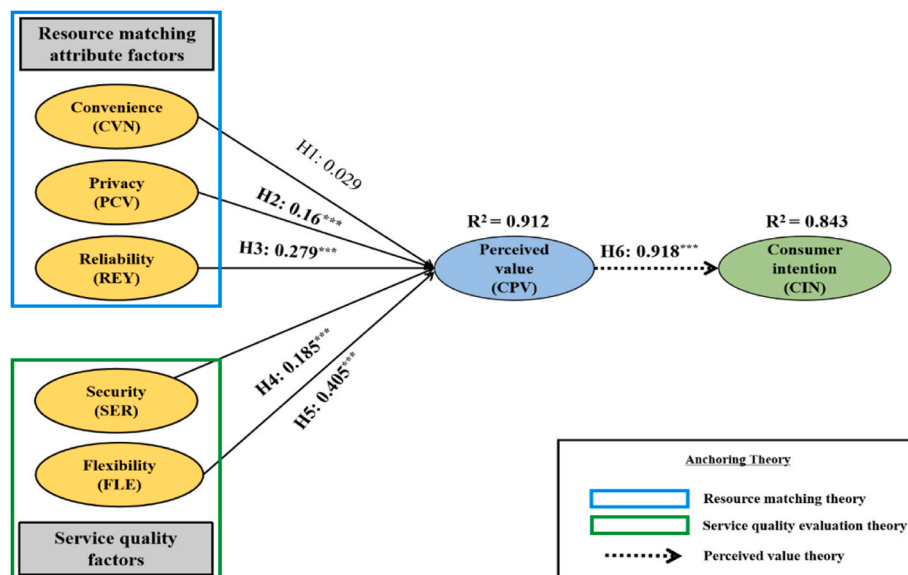 Resource matching
attribute factors
Convenience
(CVN)
Privacy
(PCV)
Reliability
(REY)
H1: 0.029
H2: 0.16***
H3: 0.279***
H4: 0.185***
H5: 0.405***
R² = 0.912
Perceived
value
(CPV)
H6: 0.918***
R² = 0.843
Consumer
intention
(CIN)
Security
(SER)
Flexibility
(FLE)
Service quality
factors
Anchoring Theory
Resource matching theory
Service quality evaluation theory
Perceived value theory